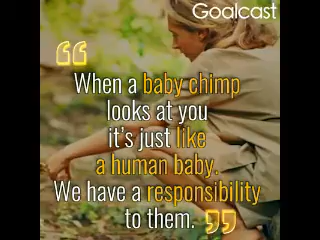 Goalcast
“
When a baby chimp
looks at you
it's just like
a human baby.
We have a responsibility
to them.
”